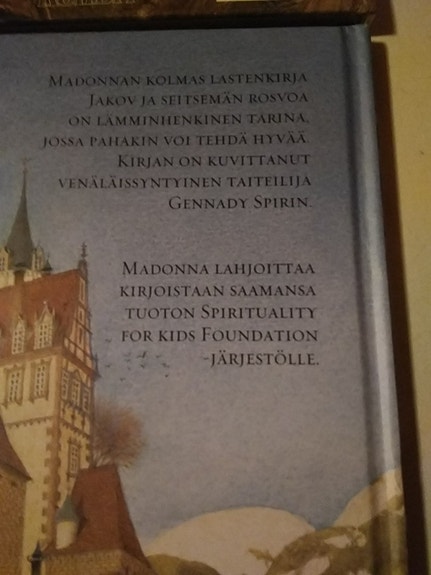 MADONNAN KOLMAS LASTENKIRJA
JAKOV JA SEITSEMÄN ROSVOA
ON LÄMMINHENKINEN TARINA,
JOSSA PAHAKIN VOI TEHDÄ HYVÄÄ.
KIRJAN ON KUVITTANUT
VENÄLÄISSYNTYINEN TAITEILIJA
GENNADY SPIRIN.
MADONNA LAHJOITTAA
KIRJOISTAAN SAAMANSA
TUOTON SPIRITUALITY
FOR KIDS FOUNDATION
-JÄRJESTÖLLE.